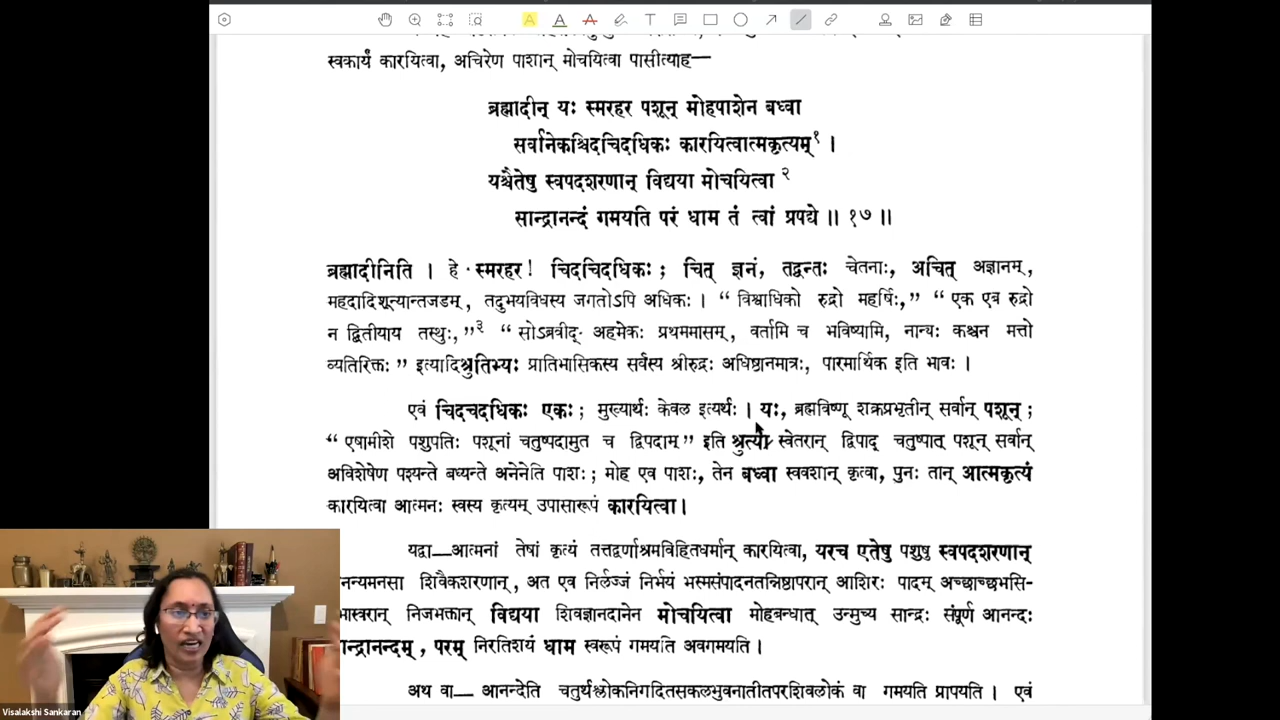 स्वकार्यं कारयित्वा, अचिरेण पाशान् मोचयित्वा पासीत्याह—
ब्रह्मादीन् यः स्मरहर पशून् मोहपाशेन बध्वा
सर्वानेकश्चिदचिदधिकः कारयित्वात्मकृत्यम्¹ ।
यश्चैतेषु स्वपदशरणान् विद्यया मोचयित्वा ²
सान्द्रानन्दं गमयति परं धाम तं त्वां प्रपद्ये ॥ १७ ॥
ब्रह्मादीनिति । हे स्मरहर! चिदचिदधिकः ; चित् ज्ञनं, तद्वन्तः चेतनाः, अचित् अज्ञानम्,
महदादिशून्यान्तजडम्, तदुभयविधस्य जगतोऽपि अधिकः । “ विश्वाधिको रुद्रो महर्षिः,” “ एक एव रुद्रो
न द्वितीयाय तस्थुः,”³ “ सोऽब्रवीद् अहमेकः प्रथममासम्, वर्तामि च भविष्यामि, नान्यः कश्चन मत्तो
व्यतिरिक्तः ” इत्यादिश्रुतिभ्यः प्रातिभासिकस्य सर्वस्य श्रीरुद्रः अधिष्ठानमात्रः, पारमार्थिक इति भावः ।
एवं चिदचदधिकः एकः ; मुख्यार्थः केवल इत्यर्थः । यः, ब्रह्मविष्णू शक्रप्रभृतीन् सर्वान् पशून् ;
“ एषामीशे पशुपतिः पशूनां चतुष्पदामुत च द्विपदाम् ” इति श्रुत्या स्वेतरान् द्विपाद् चतुष्पात् पशून् सर्वान्
अविशेषेण पश्यन्ते बध्यन्ते अनेनेति पाशः ; मोह एव पाशः, तेन बध्वा स्ववशान् कृत्वा, पुनः तान् आत्मकृत्यं
कारयित्वा आत्मनः स्वस्य कृत्यम् उपासारूपं कारयित्वा ।
यद्वा—आत्मनां तेषां कृत्यं तत्तद्वर्णाश्रमविहितधर्मान् कारयित्वा, यरच एतेषु पशुषु स्वपदशरणान्
नन्यमनसा शिवैकशरणान्, अत एव निर्लज्जं निर्भयं भस्मसंपादनतन्निष्ठापरान् आशिरः पादम् अच्छाच्छभसि-
भास्वरान् निजभक्तान् विद्यया शिवज्ञानदानेन मोचयित्वा मोहबन्धात् उन्मुच्य सान्द्रः संपूर्ण आनन्दः
ान्द्रानन्दम्, परम् निरतिशयं धाम स्वरूपं गमयति अवगमयति ।
अथ वा— आनन्देति चतुर्थश्लोकनिगदितसकलभुवनातीतपरशिवलोकं वा गमयति प्रापयति । एवं
Visalakshi Sankaran